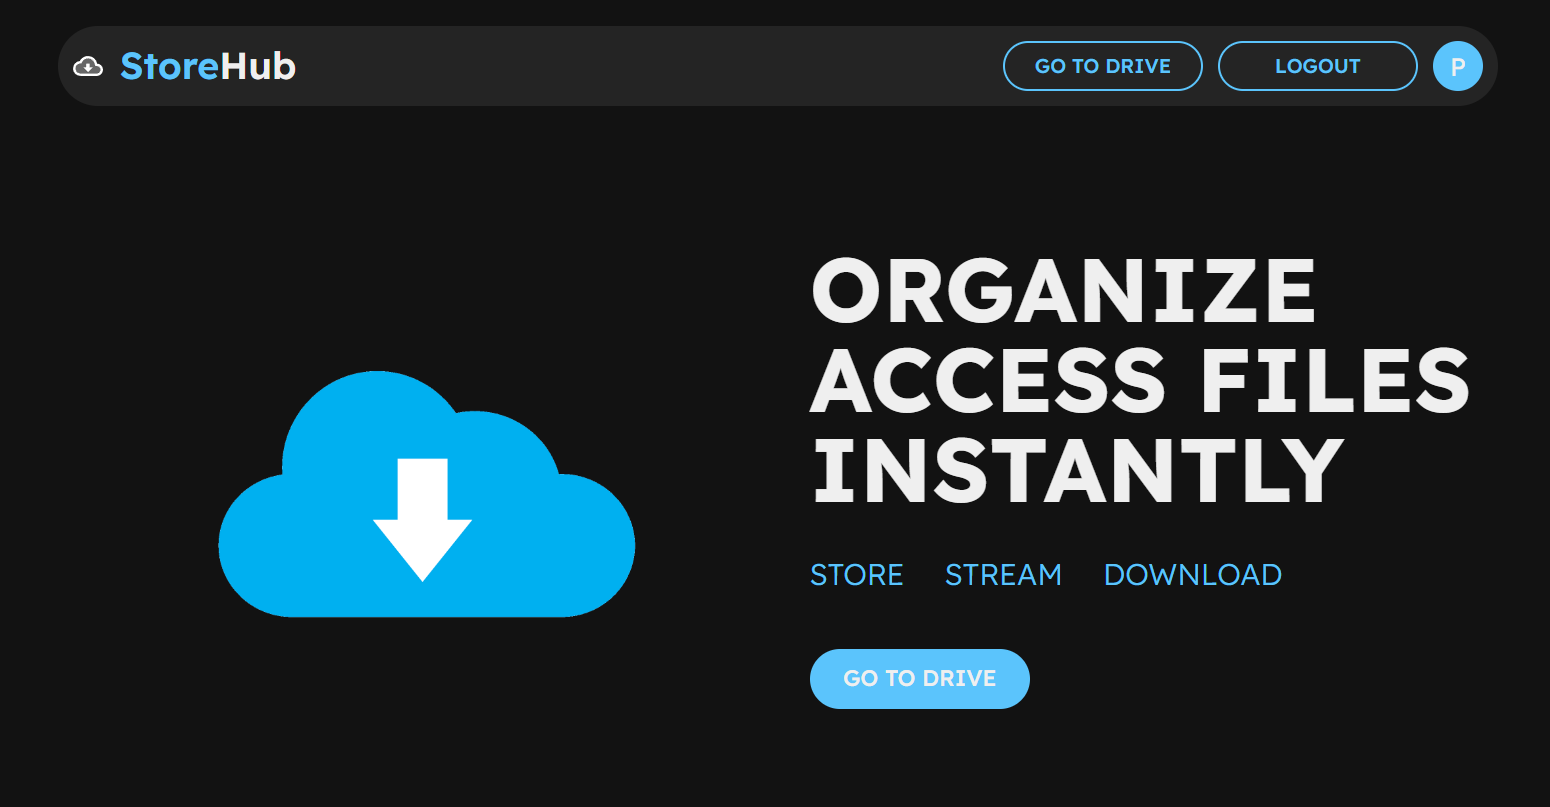 StoreHub
GO TO DRIVE
LOGOUT
P
ORGANIZE
ACCESS FILES
INSTANTLY
STORE STREAM DOWNLOAD
GO TO DRIVE